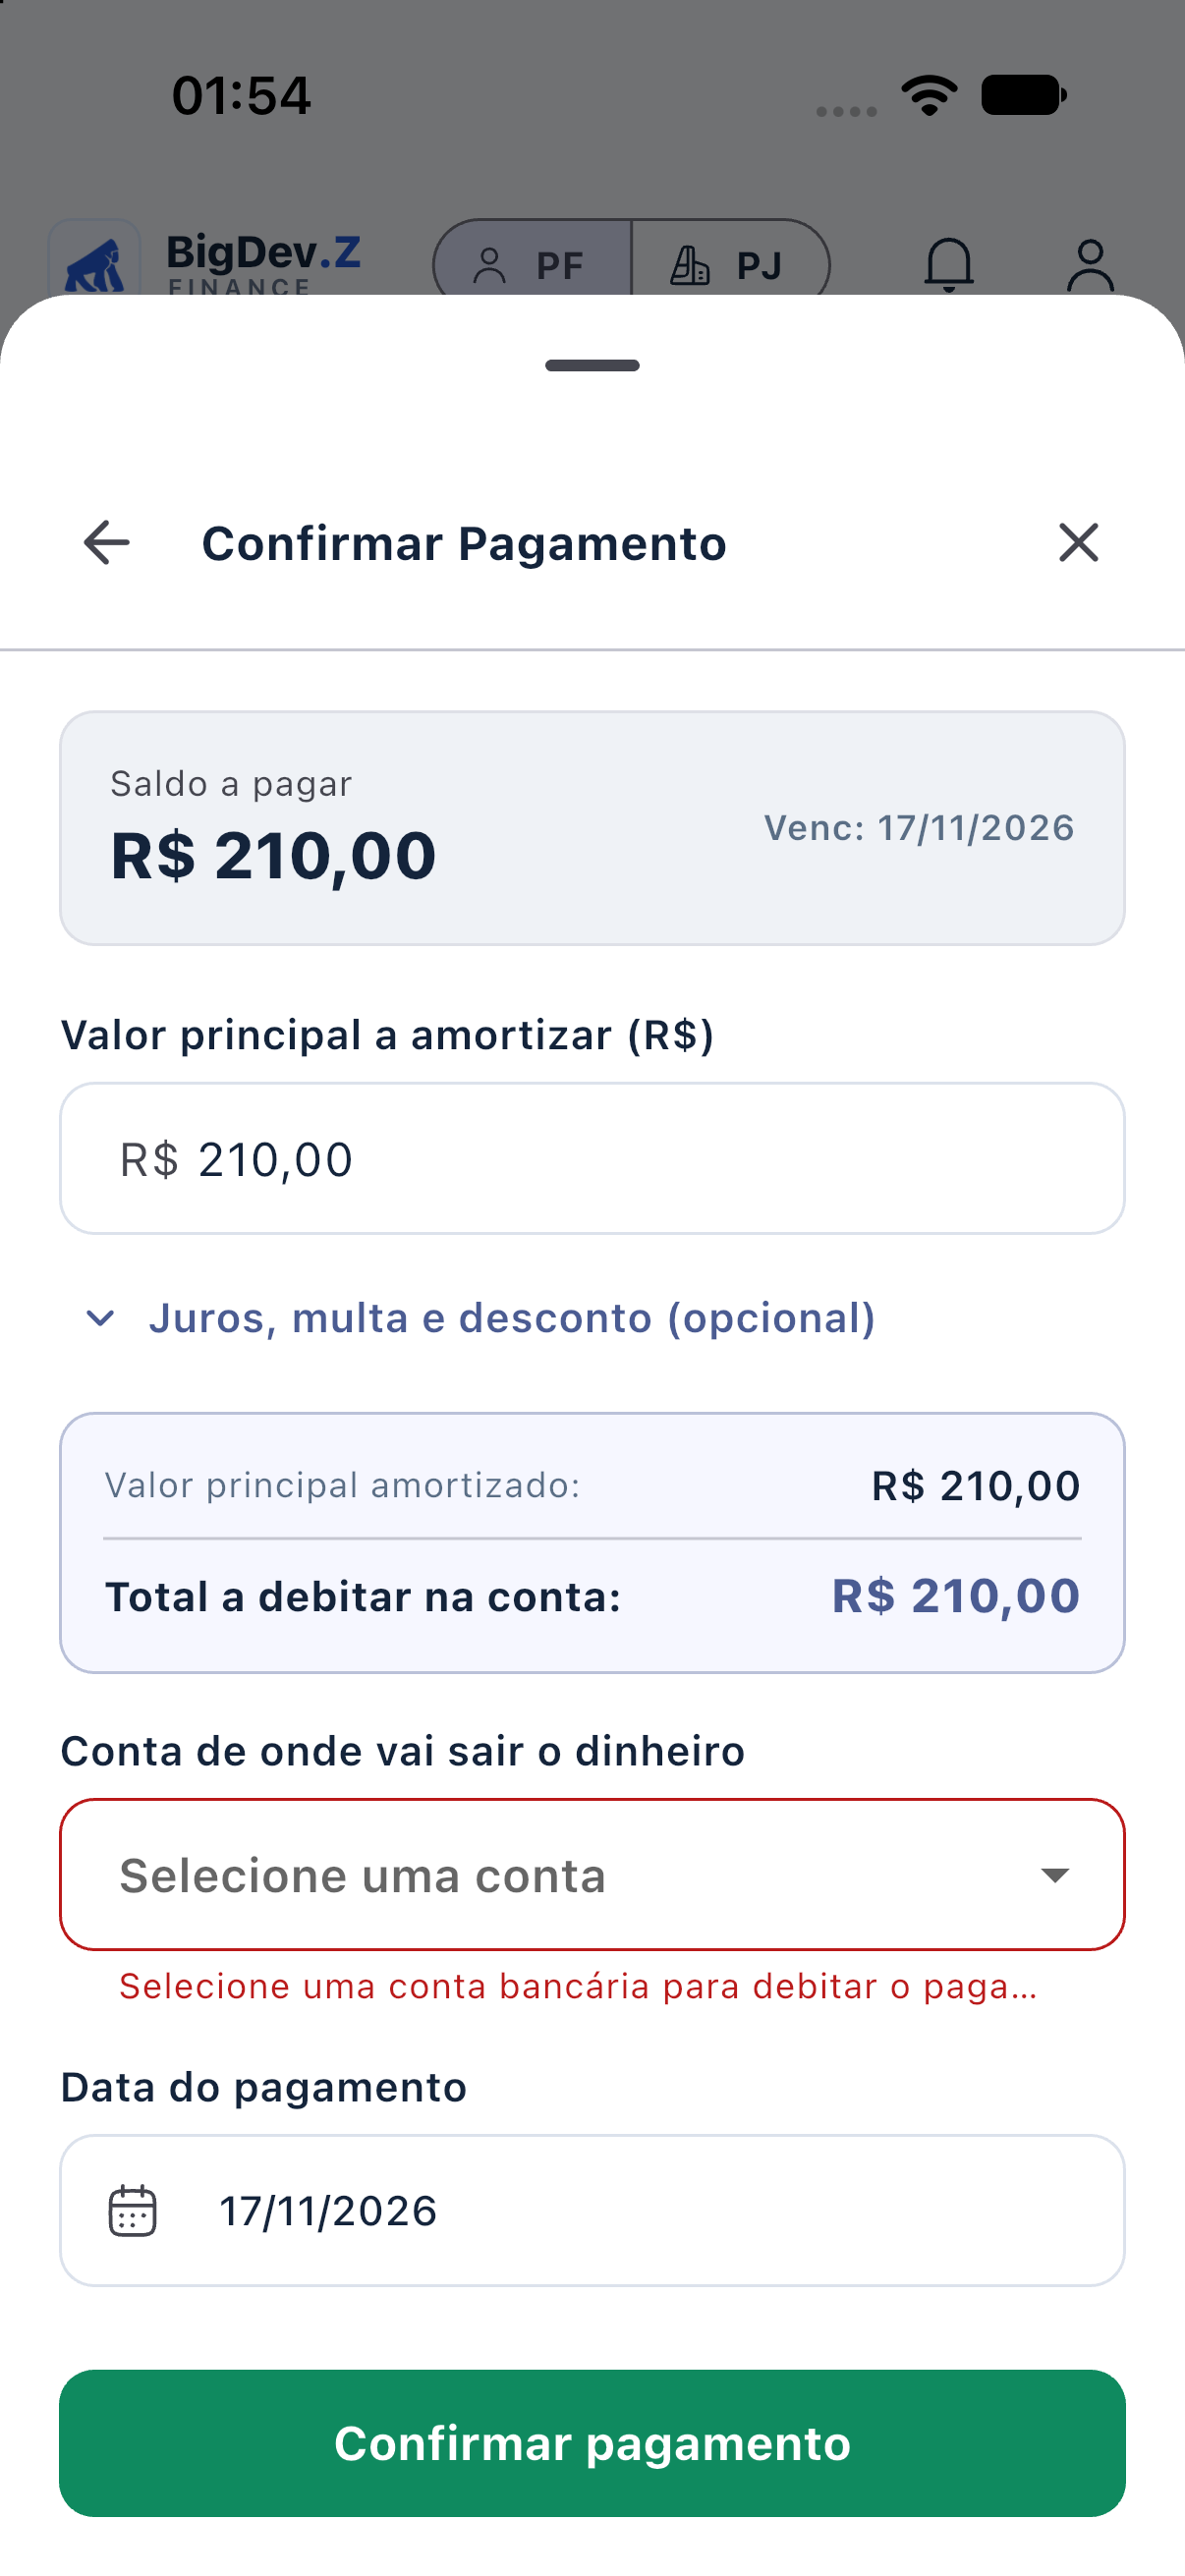 01:54
BigDev.Z
FINANCE
PF
PJ
Confirmar Pagamento
Saldo a pagar
R$ 210,00
Venc: 17/11/2026
Valor principal a amortizar (R$)
R$ 210,00
Juros, multa e desconto (opcional)
Valor principal amortizado:
R$ 210,00
Total a debitar na conta:
R$ 210,00
Conta de onde vai sair o dinheiro
Selecione uma conta
Selecione uma conta bancária para debitar o paga...
Data do pagamento
17/11/2026
Confirmar pagamento